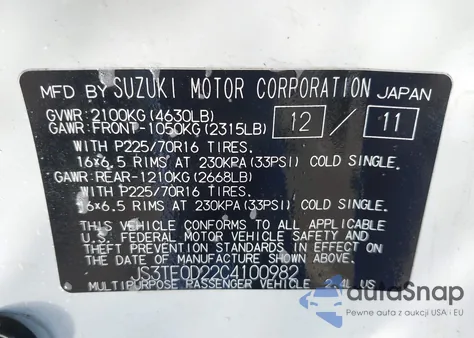 MFD BY SUZUKI MOTOR CORPORATION JAPAN
GVWR: 2100KG (4630LB)
GAWR: FRONT-1050KG (2315LB) 12 / 11
WITH P225/70R16 TIRES.
16x6.5 RIMS AT 230KPA (33PSI) COLD SINGLE.
GAWR: REAR-1210KG (2668LB)
WITH P225/70R16 TIRES.
16x6.5 RIMS AT 230KPA (33PSI) COLD SINGLE.
THIS VEHICLE CONFORMS TO ALL APPLICABLE
U.S. FEDERAL MOTOR VEHICLE SAFETY AND
THEFT PREVENTION STANDARDS IN EFFECT ON
THE DATE OF MANUFACTURE SHOWN ABOVE.
JS3TE0D22C4100982
MULTIPURPOSE PASSENGER VEHICLE 2.4L US
autoSnap
Pewne auta z aukcji USA i EU